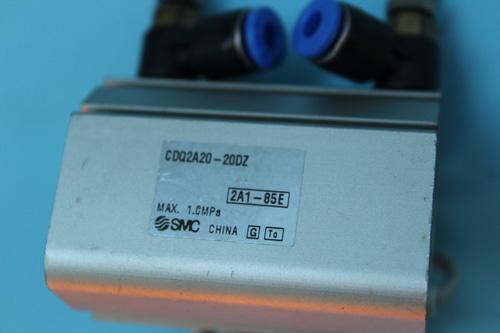 CDQ2A20-20DZ
2A1-85E
MAX. 1.0MPa
SMC CHINA G To